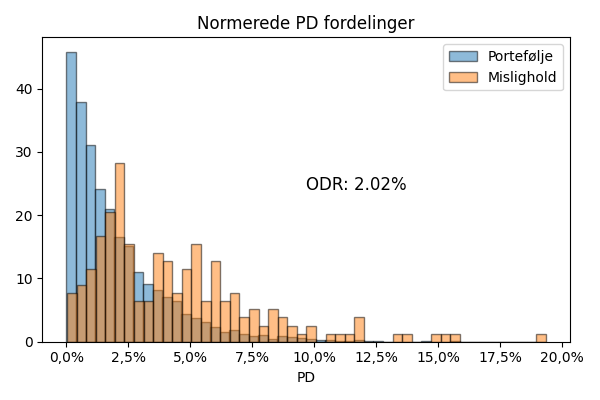 Normerede PD fordelinger
Portefølje
Mislighold
ODR: 2.02%
40
30
20
10
0
0,0%
2,5%
5,0%
7,5%
10,0%
12,5%
15,0%
17,5%
20,0%
PD